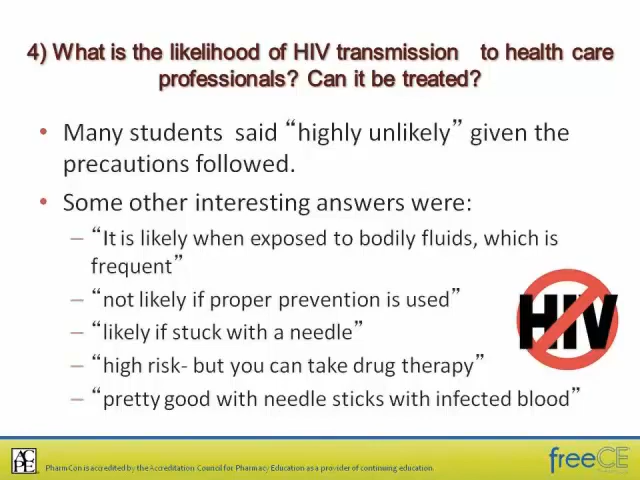 4) What is the likelihood of HIV transmission to health care
professionals? Can it be treated?
• Many students said “highly unlikely” given the
precautions followed.
• Some other interesting answers were:
– “It is likely when exposed to bodily fluids, which is
frequent”
– “not likely if proper prevention is used”
– “likely if stuck with a needle”
HIV
– “high risk- but you can take drug therapy”
– “pretty good with needle sticks with infected blood”
ACPE
PharmCon is accredited by the Accreditation Council for Pharmacy Education as a provider of continuing education.
freeCE